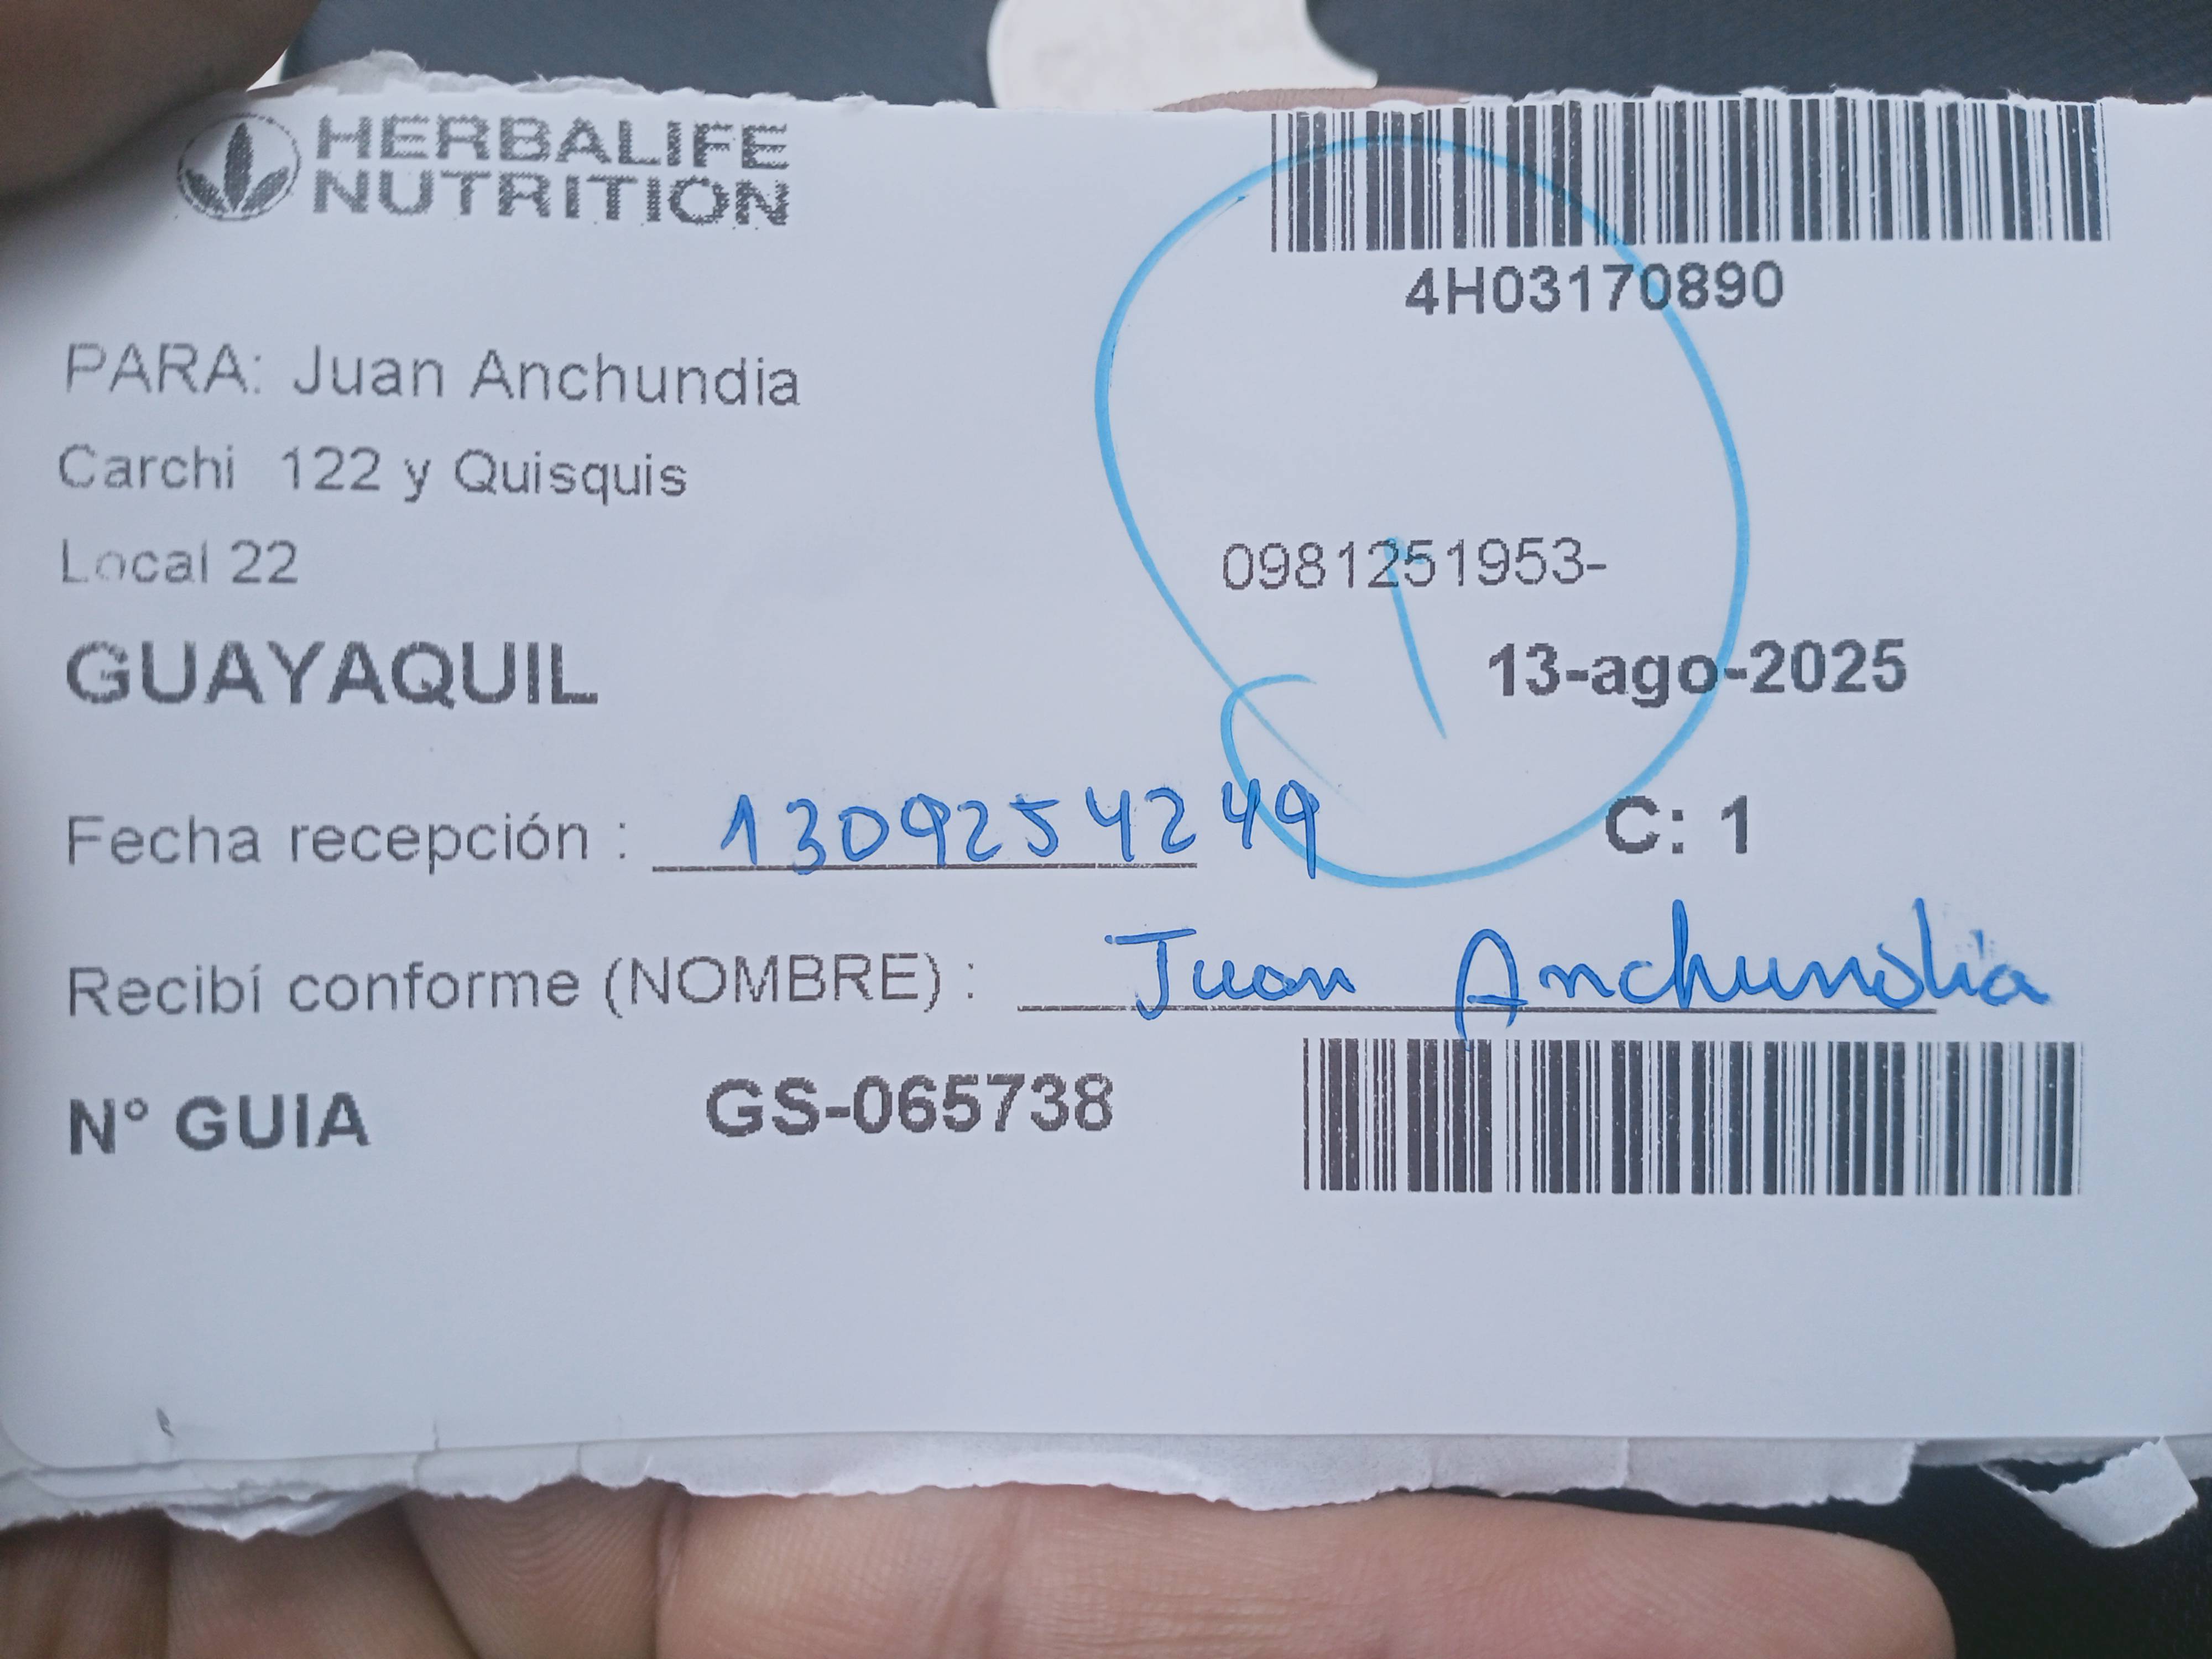 HERBALIFE
NUTRITION
4H03170890
PARA: Juan Anchundia
Carchi 122 y Quisquis
Local 22
0981251953-
GUAYAQUIL
13-ago-2025
Fecha recepción : 1309254249
C: 1
Recibí conforme (NOMBRE) : Juan Anchundia
N° GUIA GS-065738